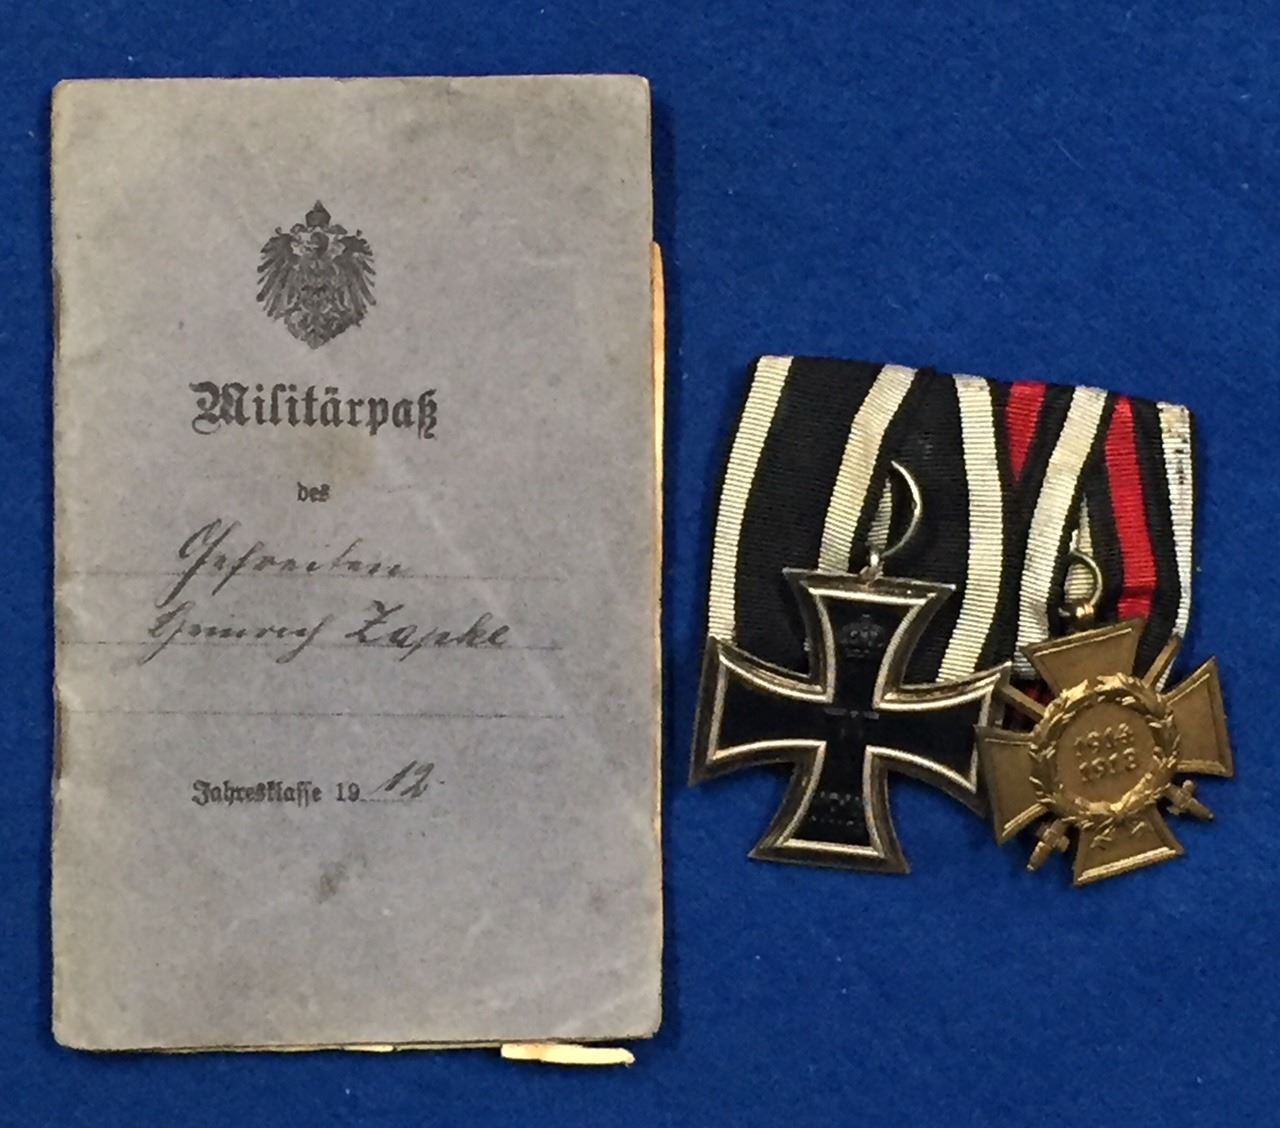 Militärpaß
des
Gefreiten
Heinrich Zapke
Jahresklasse 1912
1914
1918